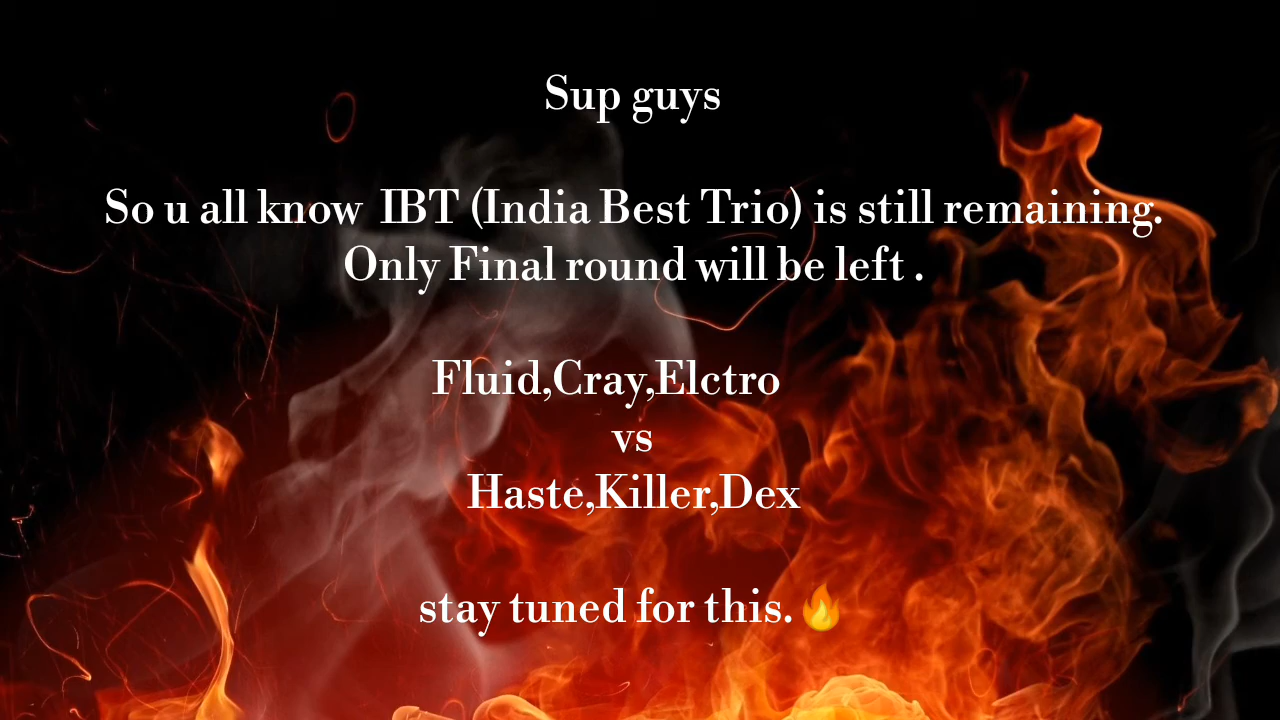 Sup guys
So u all know IBT (India Best Trio) is still remaining.
Only Final round will be left .
Fluid,Cray,Elctro
vs
Haste,Killer,Dex
stay tuned for this.🔥